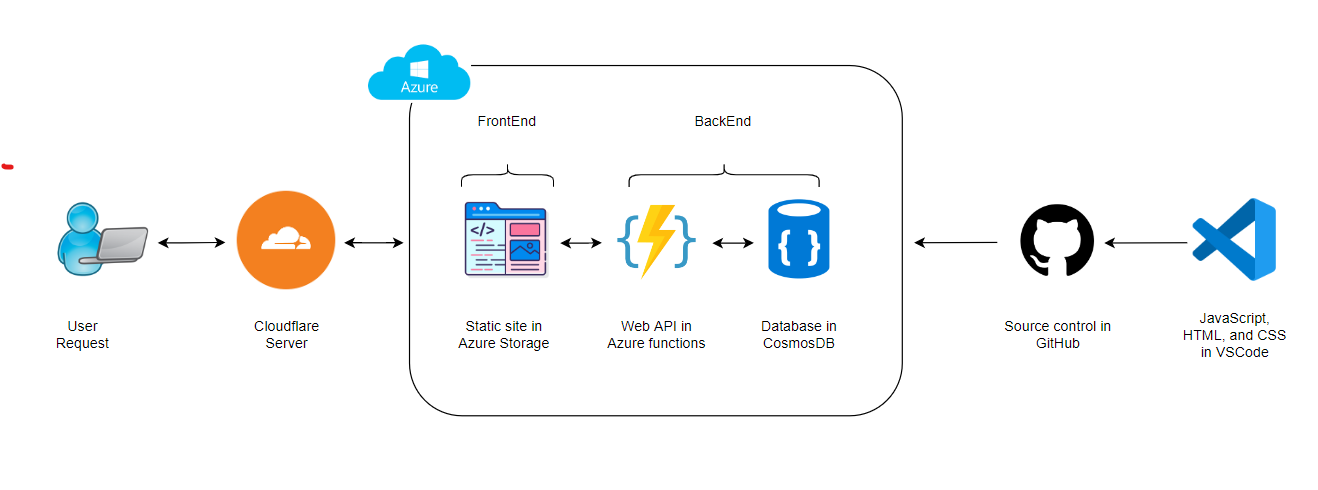 Azure
FrontEnd
BackEnd
</>
{ }
User
Request
Cloudflare
Server
Static site in
Azure Storage
Web API in
Azure functions
Database in
CosmosDB
Source control in
GitHub
JavaScript,
HTML, and CSS
in VSCode